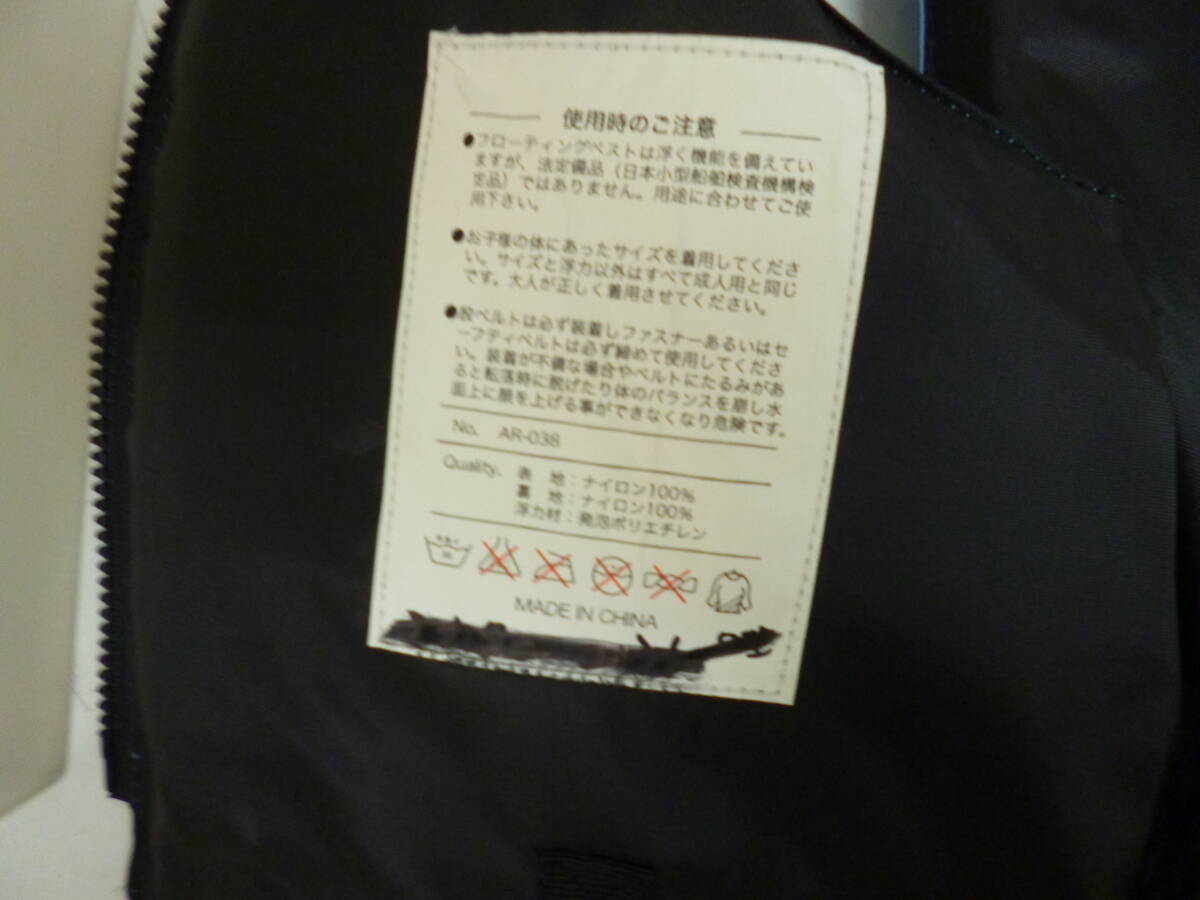 使用時のご注意
●フローティングベストは浮く機能を備えてい
ますが、法定備品（日本小型船舶検査機構検
定品）ではありません。用途に合わせてご使
用下さい。
●お子様の体にあったサイズを着用してくださ
い。サイズと浮力以外はすべて成人用と同じ
です。大人が正しく着用させてください。
●股ベルトは必ず装着しファスナーあるいはセ
ーフティベルトは必ず締めて使用してくださ
い。装着が不備な場合やベルトにたるみがあ
ると転落時に脱げたり体のバランスを崩し水
面上に顔を上げる事ができなくなり危険です。
No. AR-038
Quality. 表 地：ナイロン100%
裏 地：ナイロン100%
浮力材：発泡ポリエチレン
MADE IN CHINA